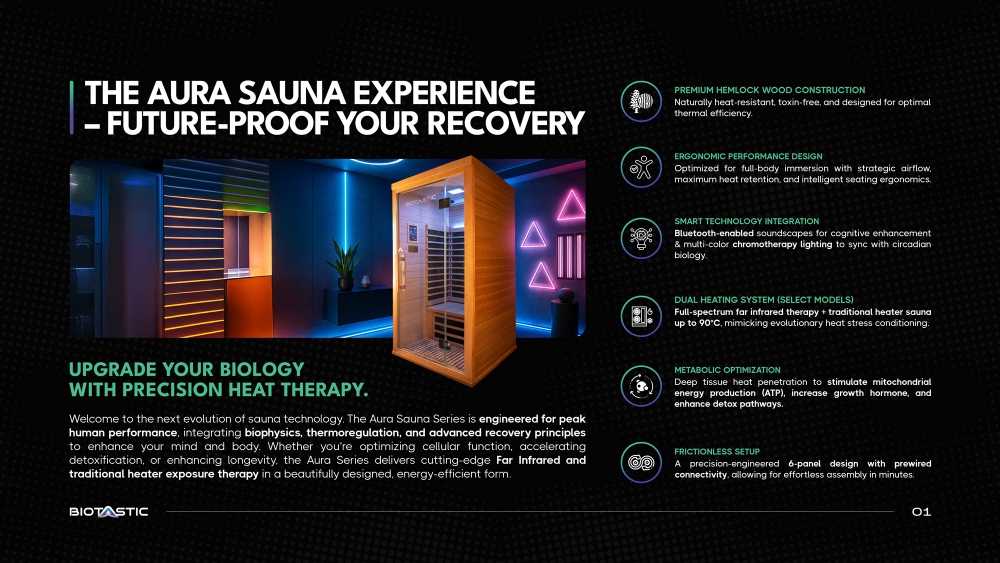 THE AURA SAUNA EXPERIENCE
– FUTURE-PROOF YOUR RECOVERY
BIOTASTIC
UPGRADE YOUR BIOLOGY
WITH PRECISION HEAT THERAPY.
Welcome to the next evolution of sauna technology. The Aura Sauna Series is engineered for peak
human performance, integrating biophysics, thermoregulation, and advanced recovery principles
to enhance your mind and body. Whether you're optimizing cellular function, accelerating
detoxification, or enhancing longevity, the Aura Series delivers cutting-edge Far Infrared and
traditional heater exposure therapy in a beautifully designed, energy-efficient form.
PREMIUM HEMLOCK WOOD CONSTRUCTION
Naturally heat-resistant, toxin-free, and designed for optimal
thermal efficiency.
ERGONOMIC PERFORMANCE DESIGN
Optimized for full-body immersion with strategic airflow,
maximum heat retention, and intelligent seating ergonomics.
SMART TECHNOLOGY INTEGRATION
Bluetooth-enabled soundscapes for cognitive enhancement
& multi-color chromotherapy lighting to sync with circadian
biology.
DUAL HEATING SYSTEM (SELECT MODELS)
Full-spectrum far infrared therapy + traditional heater sauna
up to 90°C, mimicking evolutionary heat stress conditioning.
METABOLIC OPTIMIZATION
Deep tissue heat penetration to stimulate mitochondrial
energy production (ATP), increase growth hormone, and
enhance detox pathways.
FRICTIONLESS SETUP
A precision-engineered 6-panel design with prewired
connectivity, allowing for effortless assembly in minutes.
BIOTASTIC
01